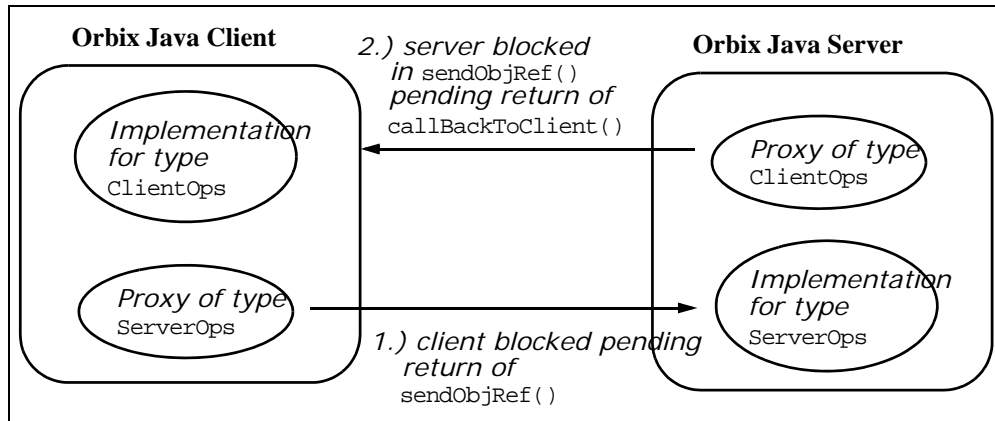 Orbix Java Client
2.) server blocked
in sendObjRef()
pending return of
callBackToClient()
Orbix Java Server
Implementation
for type
ClientOps
Proxy of type
ClientOps
Proxy of type
ServerOps
Implementation
for type
ServerOps
1.) client blocked pending
return of
sendObjRef()